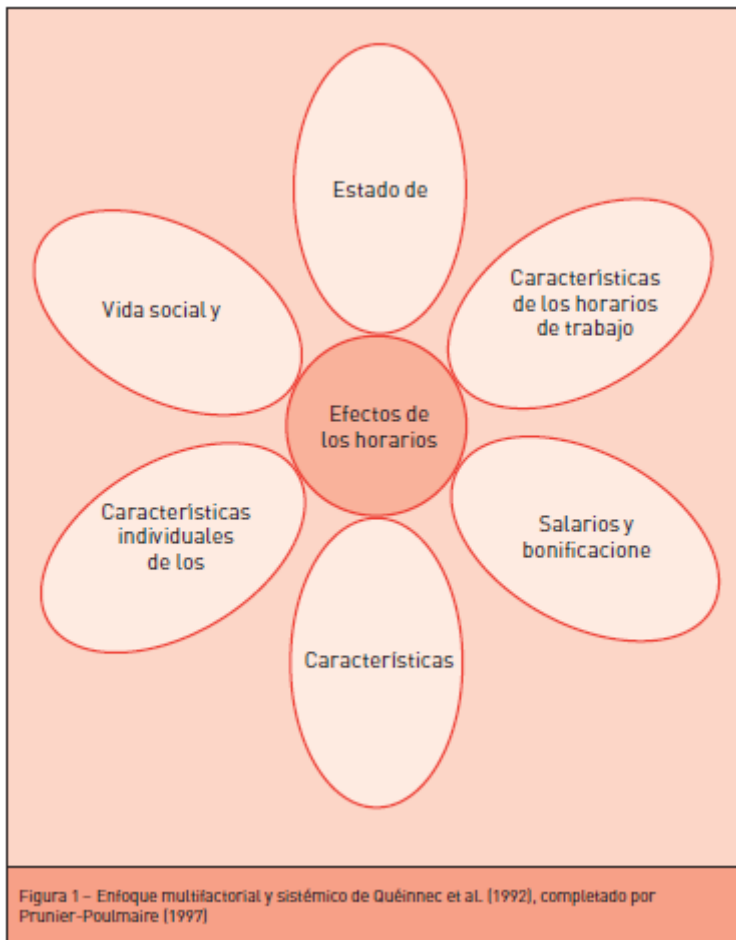 Estado de
Vida social y
Características
de los horarios
de trabajo
Efectos de
los horarios
Características
individuales
de los
Salarios y
bonificacione
Características
Figura 1 – Enfoque multifactorial y sistémico de Quéinnec et al. (1992), completado por
Prunier-Poulmaire (1997)